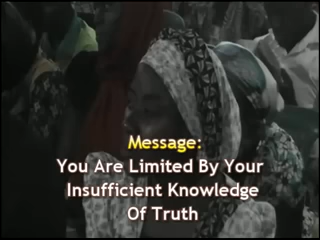 Message:
You Are Limited By Your
Insufficient Knowledge
Of Truth